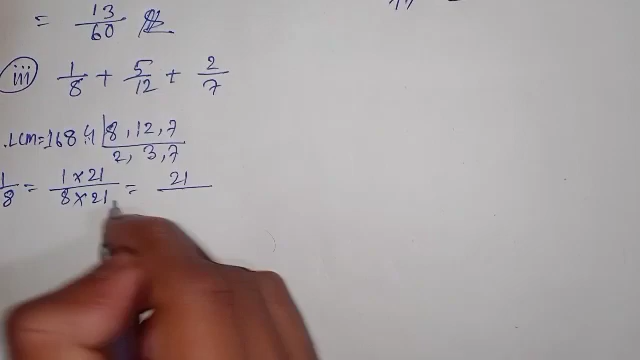 = 13/60
(iii) 1/8 + 5/12 + 2/7
LCM=168 4 | 8, 12, 7
2, 3, 7
1/8 = 1×21/8×21 = 21/